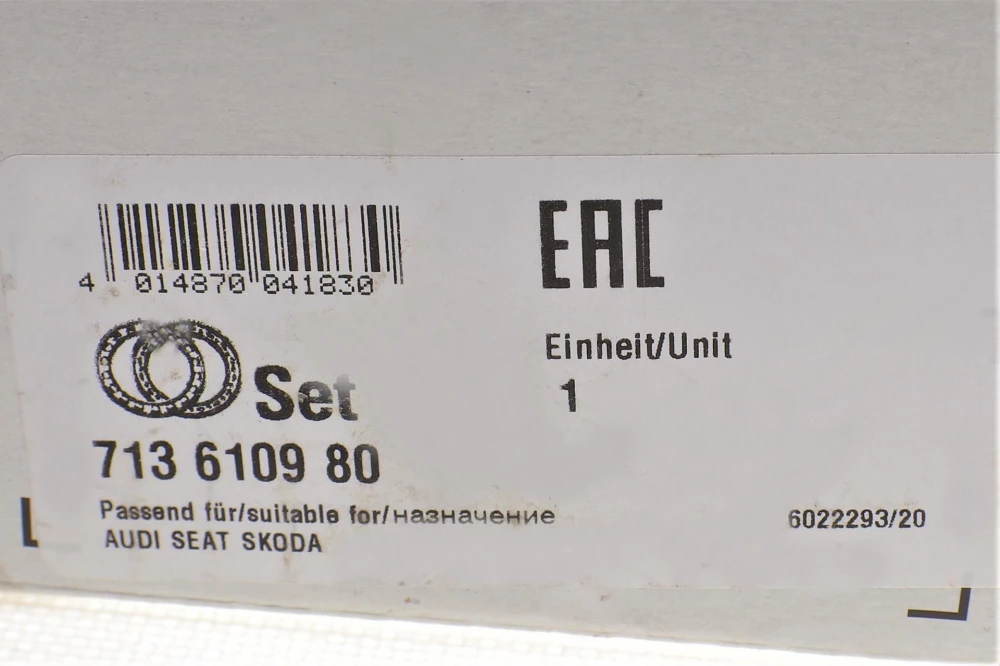 4 014870 041830
EAC
Einheit/Unit
1
Set
713 6109 80
Passend für/suitable for/назначение
AUDI SEAT SKODA
6022293/20